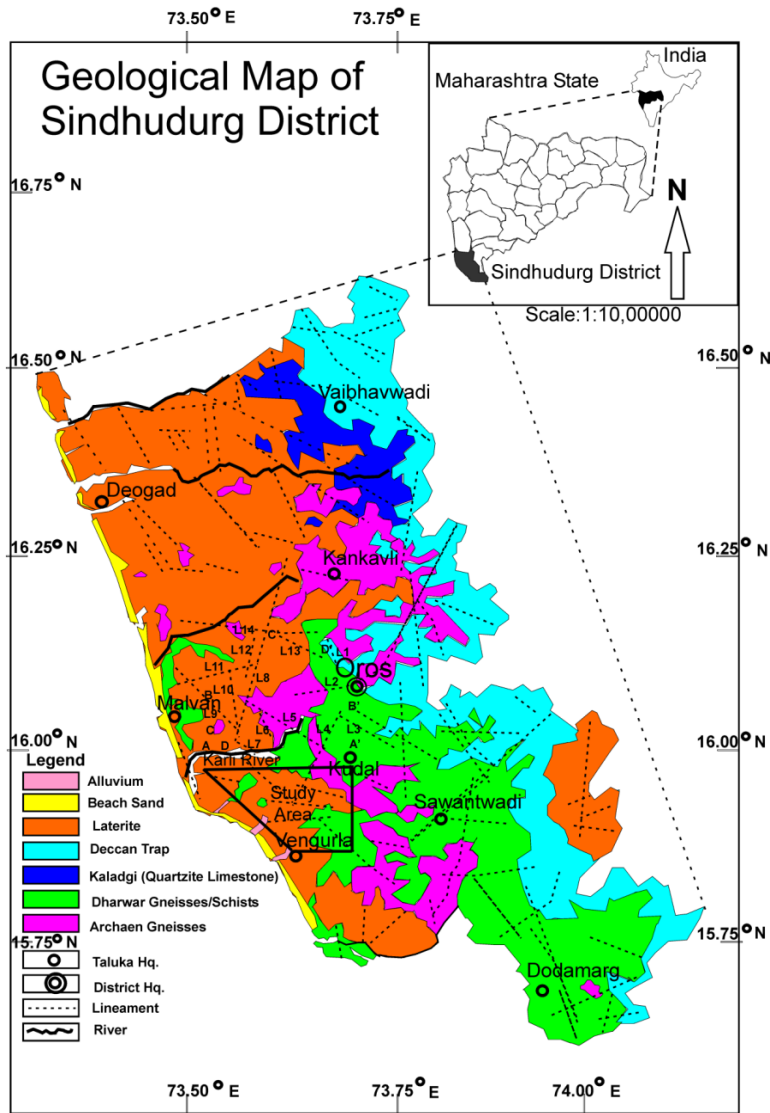 73.50° E
73.75° E
Geological Map of
Sindhudurg District
India
Maharashtra State
N
Sindhudurg District
Scale:1:10,00000
16.75° N
16.50° N
16.50° N
Vaibhavwadi
Deogad
16.25° N
16.25° N
Kankavli
L14
C'
L12
L13
D'
L1
Oros
L11
L8
L2
L10
B
B'
Malvan
L9
L5
C
L6
L4
L3
A
D
L7
A'
16.00° N
16.00° N
Karli River
Kudal
Legend
Alluvium
Beach Sand
Laterite
Deccan Trap
Kaladgi (Quartzite Limestone)
Dharwar Gneisses/Schists
Archaen Gneisses
Taluka Hq.
District Hq.
Lineament
River
Study
Area
Sawantwadi
Vengurla
15.75° N
15.75° N
Dodamarg
73.50° E
73.75° E
74.00° E